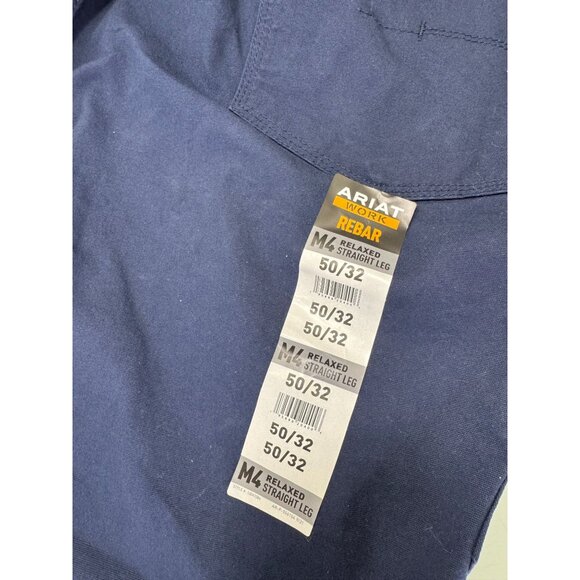 ARIAT
WORK
REBAR
M4 RELAXED
STRAIGHT LEG
50/32
50/32
50/32
M4 RELAXED
STRAIGHT LEG
50/32
50/32
50/32
M4 RELAXED
STRAIGHT LEG